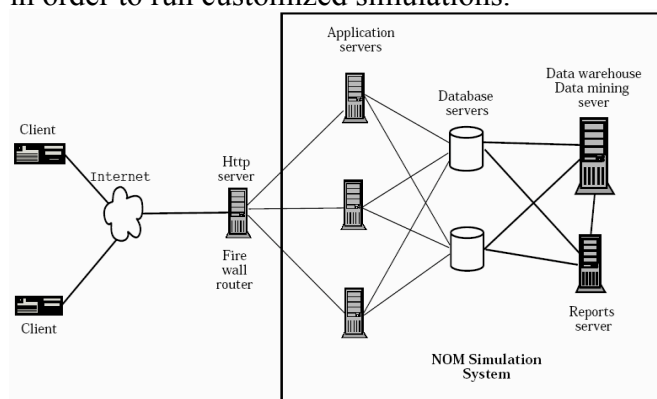 in order to run customized simulations.
Application
servers
Data warehouse
Data mining
sever
Database
servers
Client
Internet
Http
server
Fire
wall
router
Client
Reports
server
NOM Simulation
System